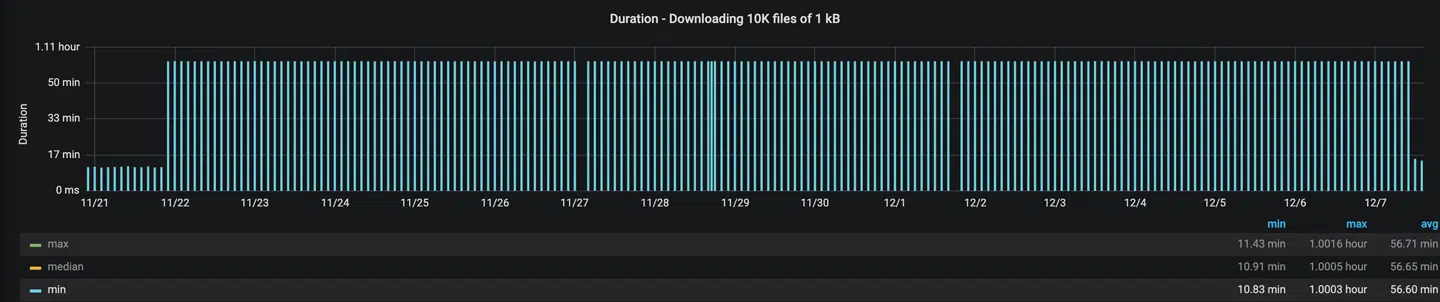 Duration - Downloading 10K files of 1 kB
1.11 hour
50 min
33 min
17 min
0 ms
Duration
11/21 11/22 11/23 11/24 11/25 11/26 11/27 11/28 11/29 11/30 12/1 12/2 12/3 12/4 12/5 12/6 12/7
min max avg
max 11.43 min 1.0016 hour 56.71 min
median 10.91 min 1.0005 hour 56.65 min
min 10.83 min 1.0003 hour 56.60 min